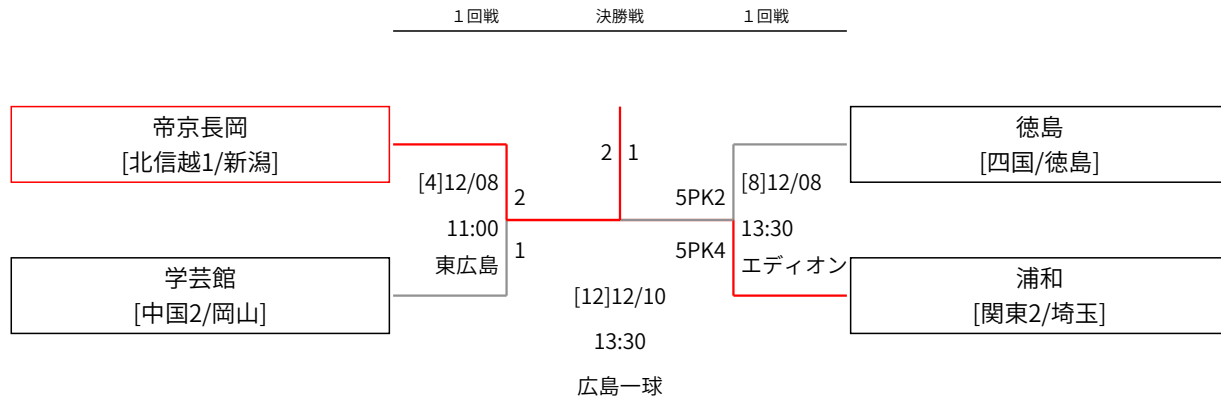 １回戦
決勝戦
１回戦
帝京長岡
[北信越1/新潟]
徳島
[四国/徳島]
2
1
[4]12/08
2
5PK2
[8]12/08
11:00
13:30
1
5PK4
東広島
エディオン
学芸館
[中国2/岡山]
浦和
[関東2/埼玉]
[12]12/10
13:30
広島一球